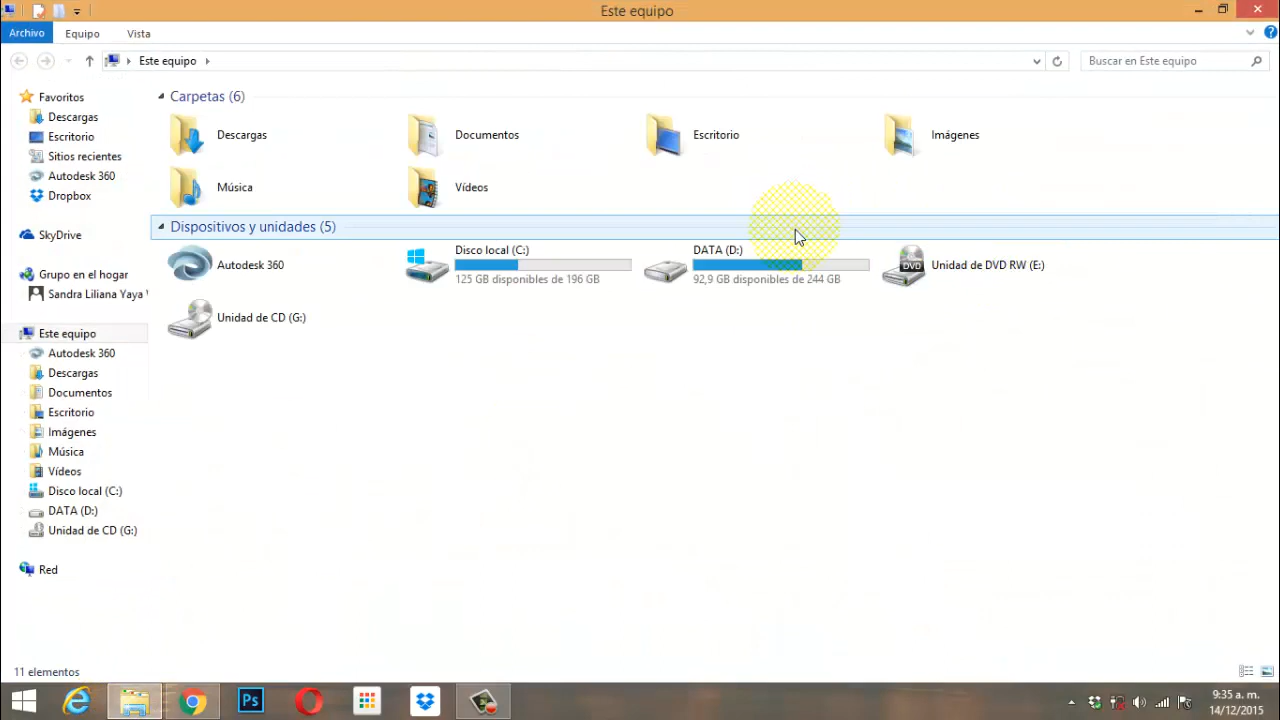 Este equipo
Archivo Equipo Vista
Este equipo
Buscar en Este equipo
Favoritos
Descargas
Escritorio
Sitios recientes
Autodesk 360
Dropbox
SkyDrive
Grupo en el hogar
Sandra Liliana Yaya
Este equipo
Autodesk 360
Descargas
Documentos
Escritorio
Imágenes
Música
Vídeos
Disco local (C:)
DATA (D:)
Unidad de CD (G:)
Red
Carpetas (6)
Descargas Documentos Escritorio Imágenes
Música Vídeos
Dispositivos y unidades (5)
Autodesk 360
Disco local (C:)
125 GB disponibles de 196 GB
DATA (D:)
92,9 GB disponibles de 244 GB
DVD
Unidad de DVD RW (E:)
Unidad de CD (G:)
11 elementos
Ps
9:35 a. m.
14/12/2015